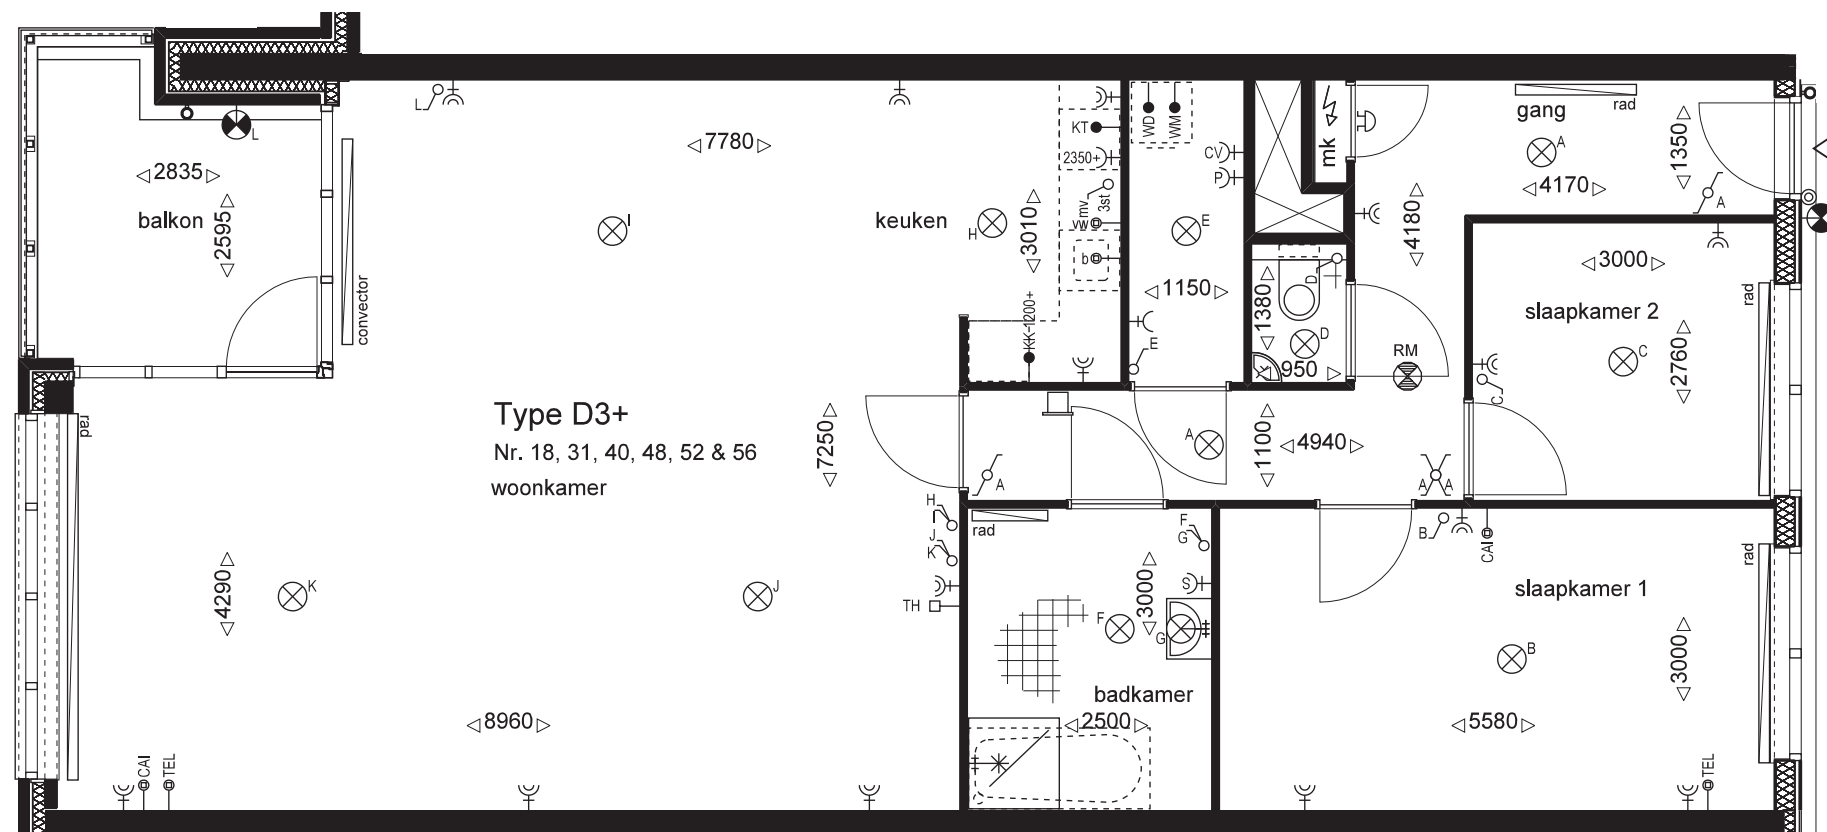 L
KT
2350+
WD
WM
CV
P
mk
gang
rad
A
1350
4170
A
2835
balkon
2595
L
7780
I
keuken
H
3010
vw
mv
3st
b
KK-1200+
E
1150
E
1380
D
D
950
4180
RM
3000
slaapkamer 2
rad
C
2760
C
convector
rad
Type D3+
Nr. 18, 31, 40, 48, 52 & 56
woonkamer
7250
A
A
1100
4940
A
A
H
I
J
K
TH
rad
F
G
S
3000
F
G
badkamer
2500
B
CAI
rad
slaapkamer 1
B
3000
5580
TEL
4290
K
J
8960
CAI
TEL